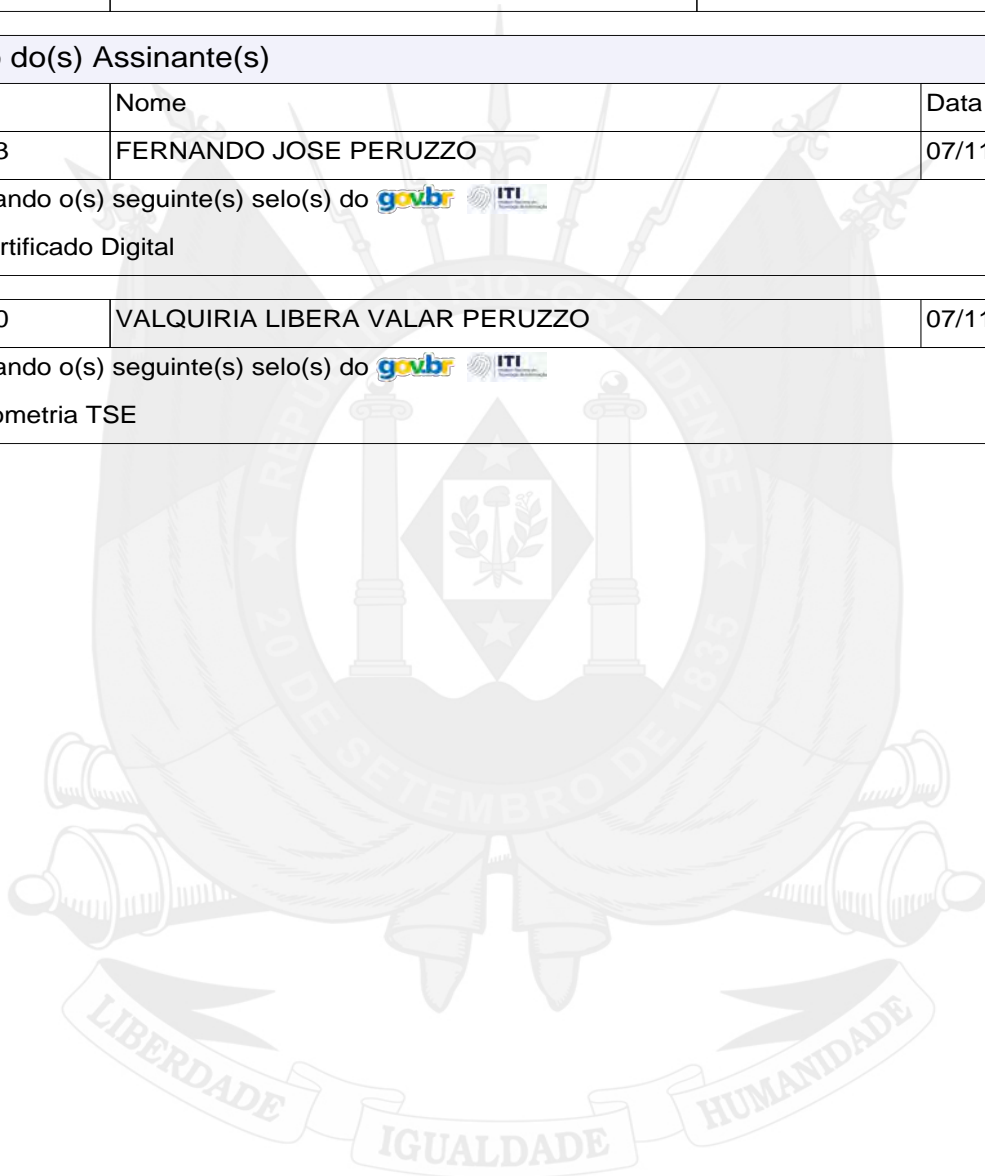 do(s) Assinante(s)
Nome Data
3 FERNANDO JOSE PERUZZO 07/11
ando o(s) seguinte(s) selo(s) do gov.br ITI
rtificado Digital
0 VALQUIRIA LIBERA VALAR PERUZZO 07/11
ando o(s) seguinte(s) selo(s) do gov.br ITI
ometria TSE
REPUBLICA RIO-GRANDENSE
20 DE SETEMBRO DE 1835
LIBERDADE
IGUALDADE
HUMANIDADE